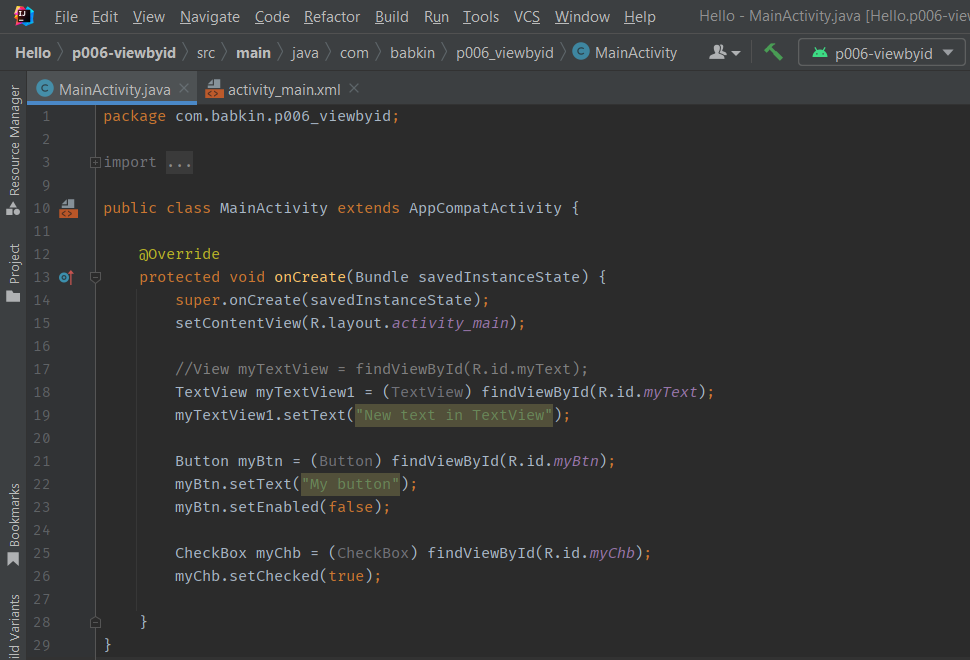 File Edit View Navigate Code Refactor Build Run Tools VCS Window Help Hello - MainActivity.java [Hello.p006-view
Hello p006-viewbyid src main java com babkin p006_viewbyid MainActivity p006-viewbyid
MainActivity.java activity_main.xml
Resource Manager
Project
Bookmarks
ild Variants
1 package com.babkin.p006_viewbyid;
2
3 import ...
9
10 public class MainActivity extends AppCompatActivity {
11
12 @Override
13 protected void onCreate(Bundle savedInstanceState) {
14 super.onCreate(savedInstanceState);
15 setContentView(R.layout.activity_main);
16
17 //View myTextView = findViewById(R.id.myText);
18 TextView myTextView1 = (TextView) findViewById(R.id.myText);
19 myTextView1.setText("New text in TextView");
20
21 Button myBtn = (Button) findViewById(R.id.myBtn);
22 myBtn.setText("My button");
23 myBtn.setEnabled(false);
24
25 CheckBox myChb = (CheckBox) findViewById(R.id.myChb);
26 myChb.setChecked(true);
27
28 }
29 }